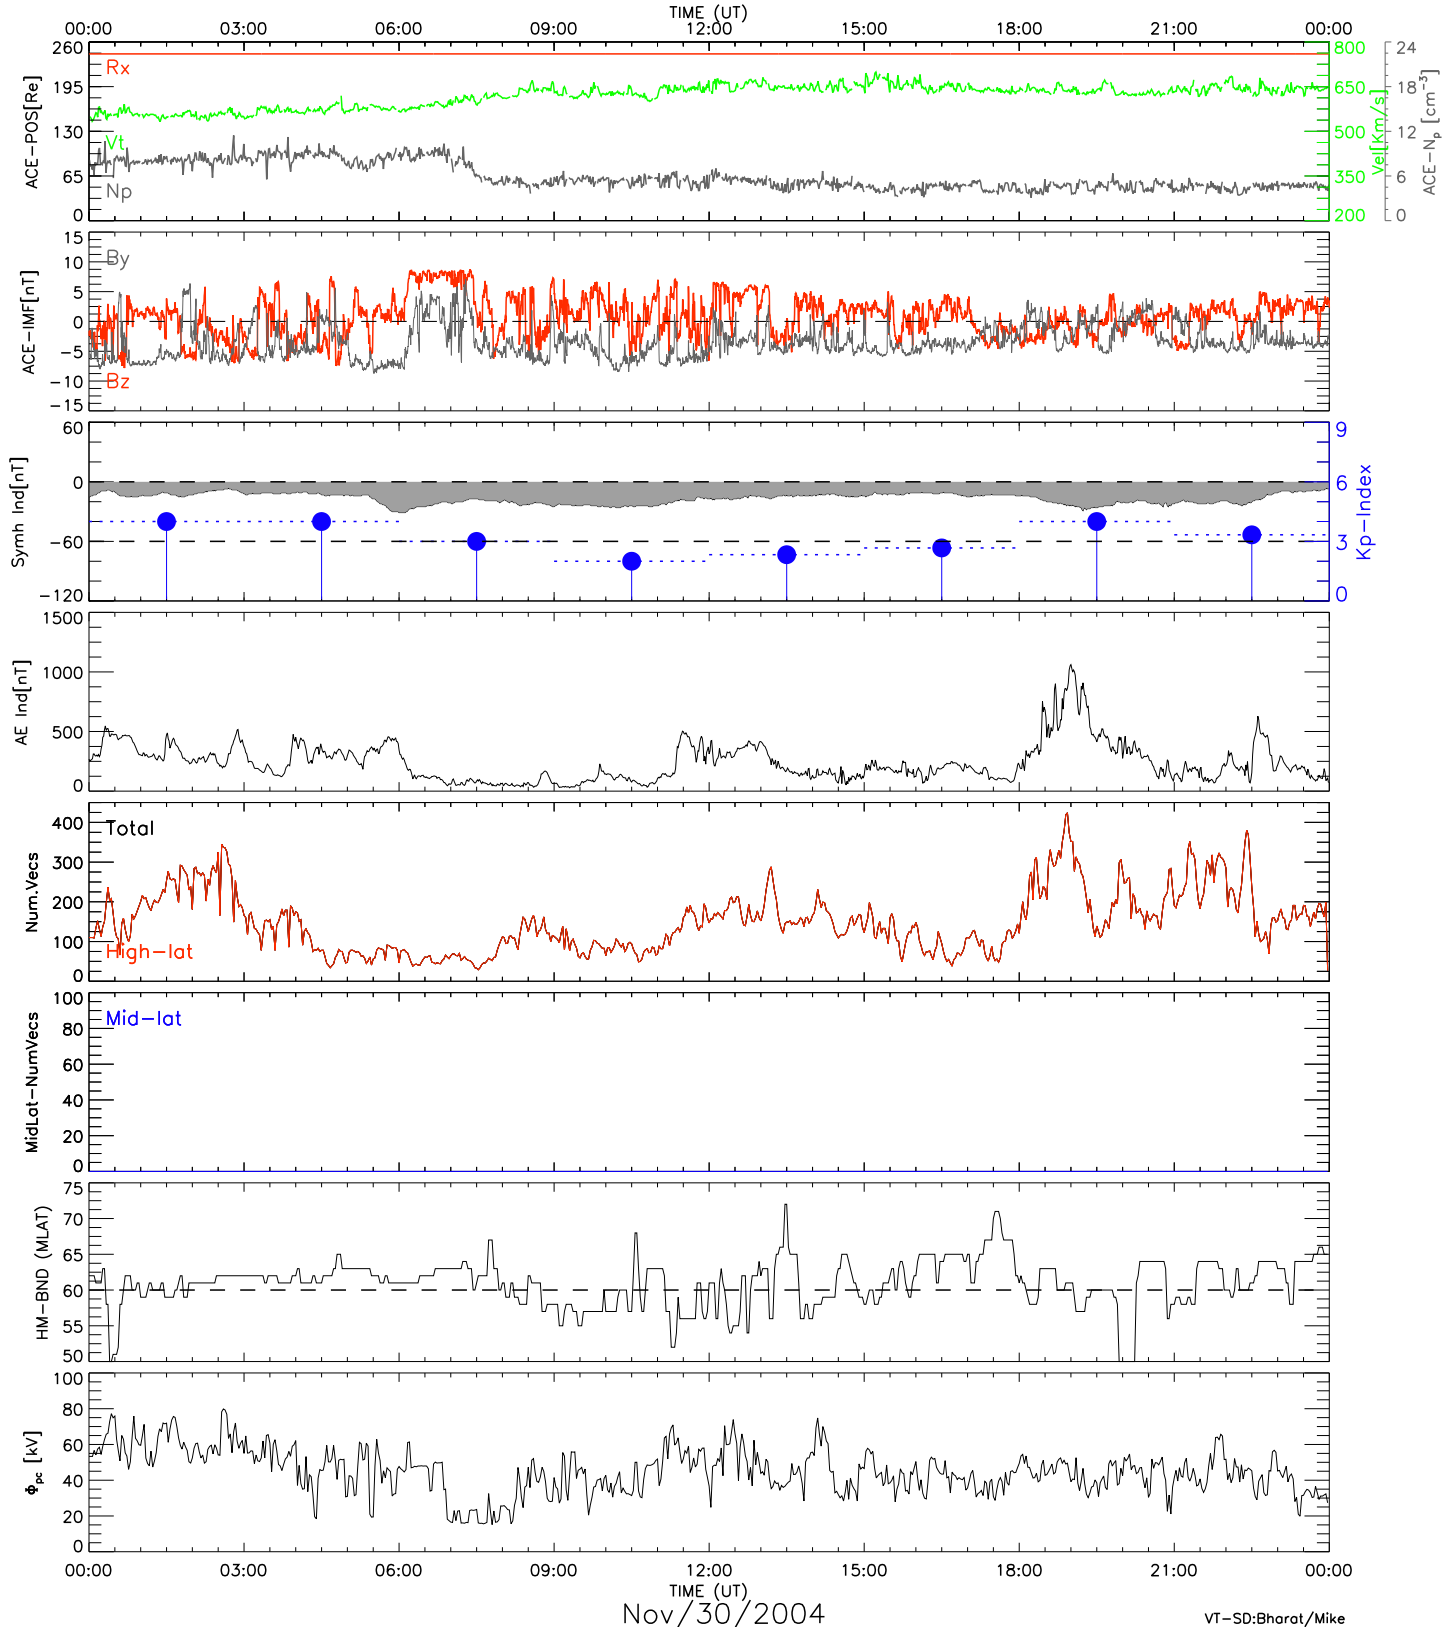 TIME (UT)
00:00 03:00 06:00 09:00 12:00 15:00 18:00 21:00 00:00
ACE-POS[Re]
260
195
130
65
0
Rx
Vt
Np
800
650
500
350
200
Vel[Km/s]
24
18
12
6
0
ACE-Np [cm-3]
ACE-IMF[nT]
15
10
5
0
-5
-10
-15
By
Bz
Symh Ind[nT]
60
0
-60
-120
9
6
3
0
Kp-Index
AE Ind[nT]
1500
1000
500
0
Num.Vecs
400
300
200
100
0
Total
High-lat
MidLat-NumVecs
100
80
60
40
20
0
Mid-lat
HM-BND (MLAT)
75
70
65
60
55
50
Φpc [kV]
100
80
60
40
20
0
00:00 03:00 06:00 09:00 12:00 15:00 18:00 21:00 00:00
TIME (UT)
Nov/30/2004
VT-SD:Bharat/Mike